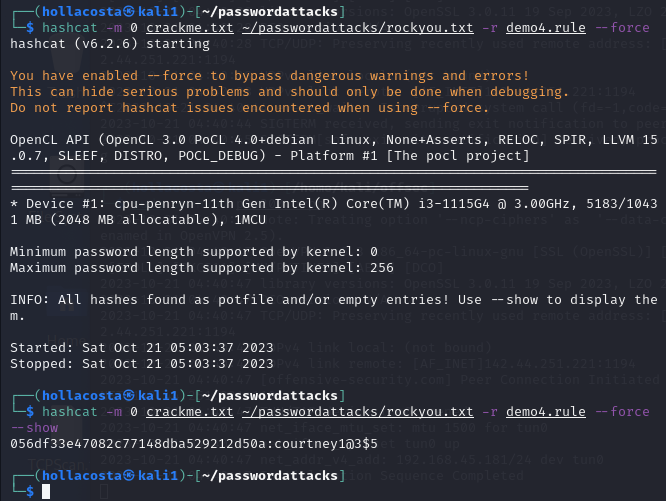 ┌──(hollacosta㉿kali1)-[~/passwordattacks]
└─$ hashcat -m 0 crackme.txt ~/passwordattacks/rockyou.txt -r demo4.rule --force
hashcat (v6.2.6) starting
You have enabled --force to bypass dangerous warnings and errors!
This can hide serious problems and should only be done when debugging.
Do not report hashcat issues encountered when using --force.
OpenCL API (OpenCL 3.0 PoCL 4.0+debian  Linux, None+Asserts, RELOC, SPIR, LLVM 15
.0.7, SLEEF, DISTRO, POCL_DEBUG) - Platform #1 [The pocl project]
* Device #1: cpu-penryn-11th Gen Intel(R) Core(TM) i3-1115G4 @ 3.00GHz, 5183/1043
1 MB (2048 MB allocatable), 1MCU
Minimum password length supported by kernel: 0
Maximum password length supported by kernel: 256
INFO: All hashes found as potfile and/or empty entries! Use --show to display the
m.
Started: Sat Oct 21 05:03:37 2023
Stopped: Sat Oct 21 05:03:37 2023
┌──(hollacosta㉿kali1)-[~/passwordattacks]
└─$ hashcat -m 0 crackme.txt ~/passwordattacks/rockyou.txt -r demo4.rule --force
--show
056df33e47082c77148dba529212d50a:courtney1@3$5
┌──(hollacosta㉿kali1)-[~/passwordattacks]
└─$